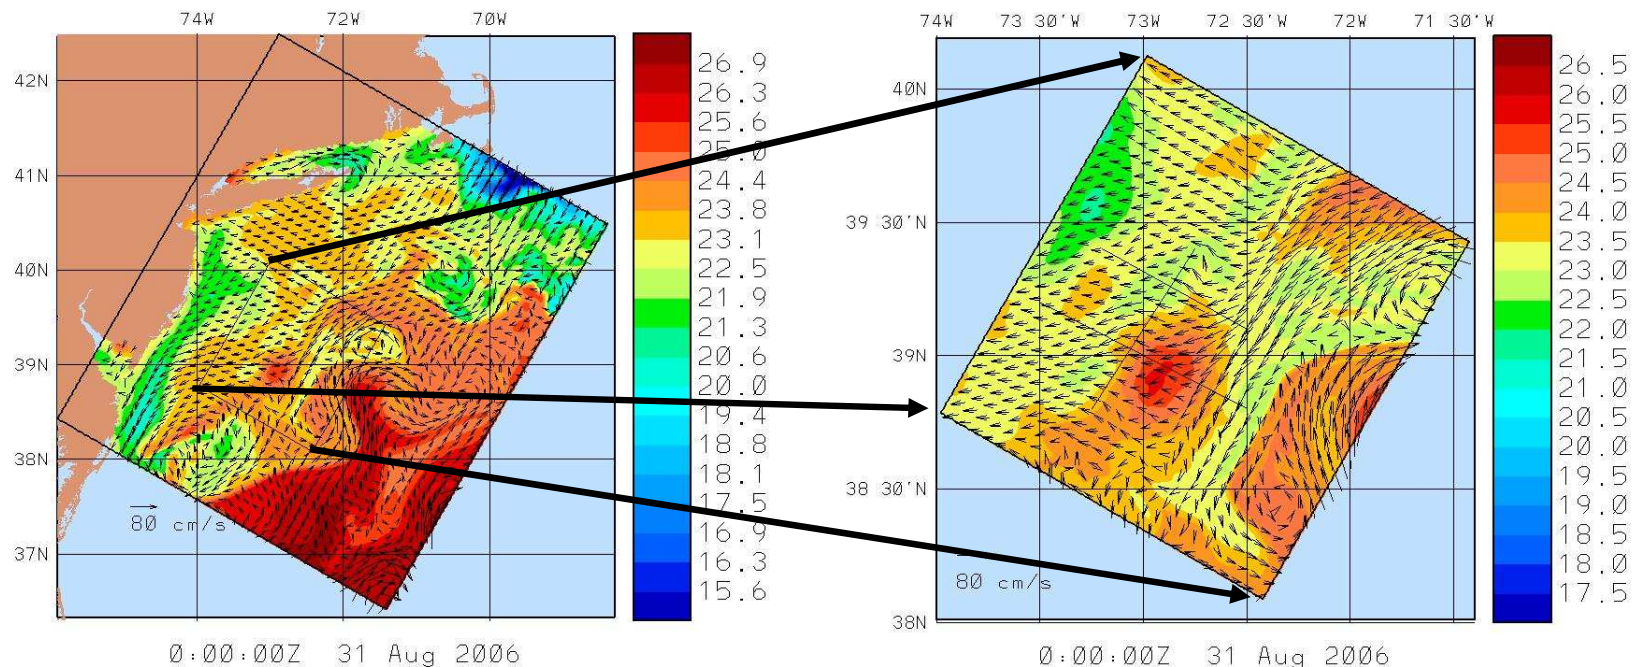 74W 72W 70W
42N
41N
40N
39N
38N
37N
80 cm/s
26.9
26.3
25.6
25.0
24.4
23.8
23.1
22.5
21.9
21.3
20.6
20.0
19.4
18.8
18.1
17.5
16.9
16.3
15.6
0:00:00Z 31 Aug 2006
74W 73 30'W 73W 72 30'W 72W 71 30'W
40N
39 30'N
39N
38 30'N
38N
80 cm/s
26.5
26.0
25.5
25.0
24.5
24.0
23.5
23.0
22.5
22.0
21.5
21.0
20.5
20.0
19.5
19.0
18.5
18.0
17.5
0:00:00Z 31 Aug 2006